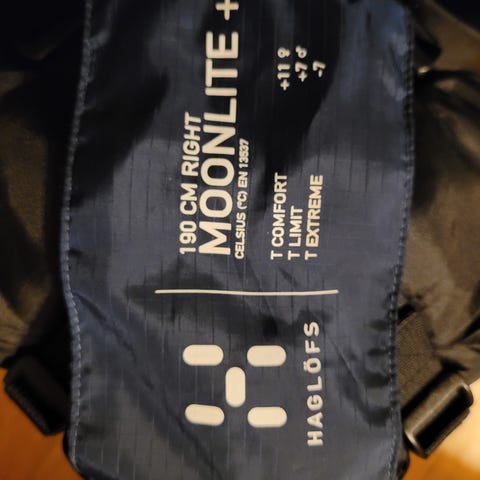 190 CM RIGHT
MOONLITE +
CELSIUS (°C) EN 13537
T COMFORT +11 ♀
T LIMIT +7 ♂
T EXTREME -7
HAGLÖFS